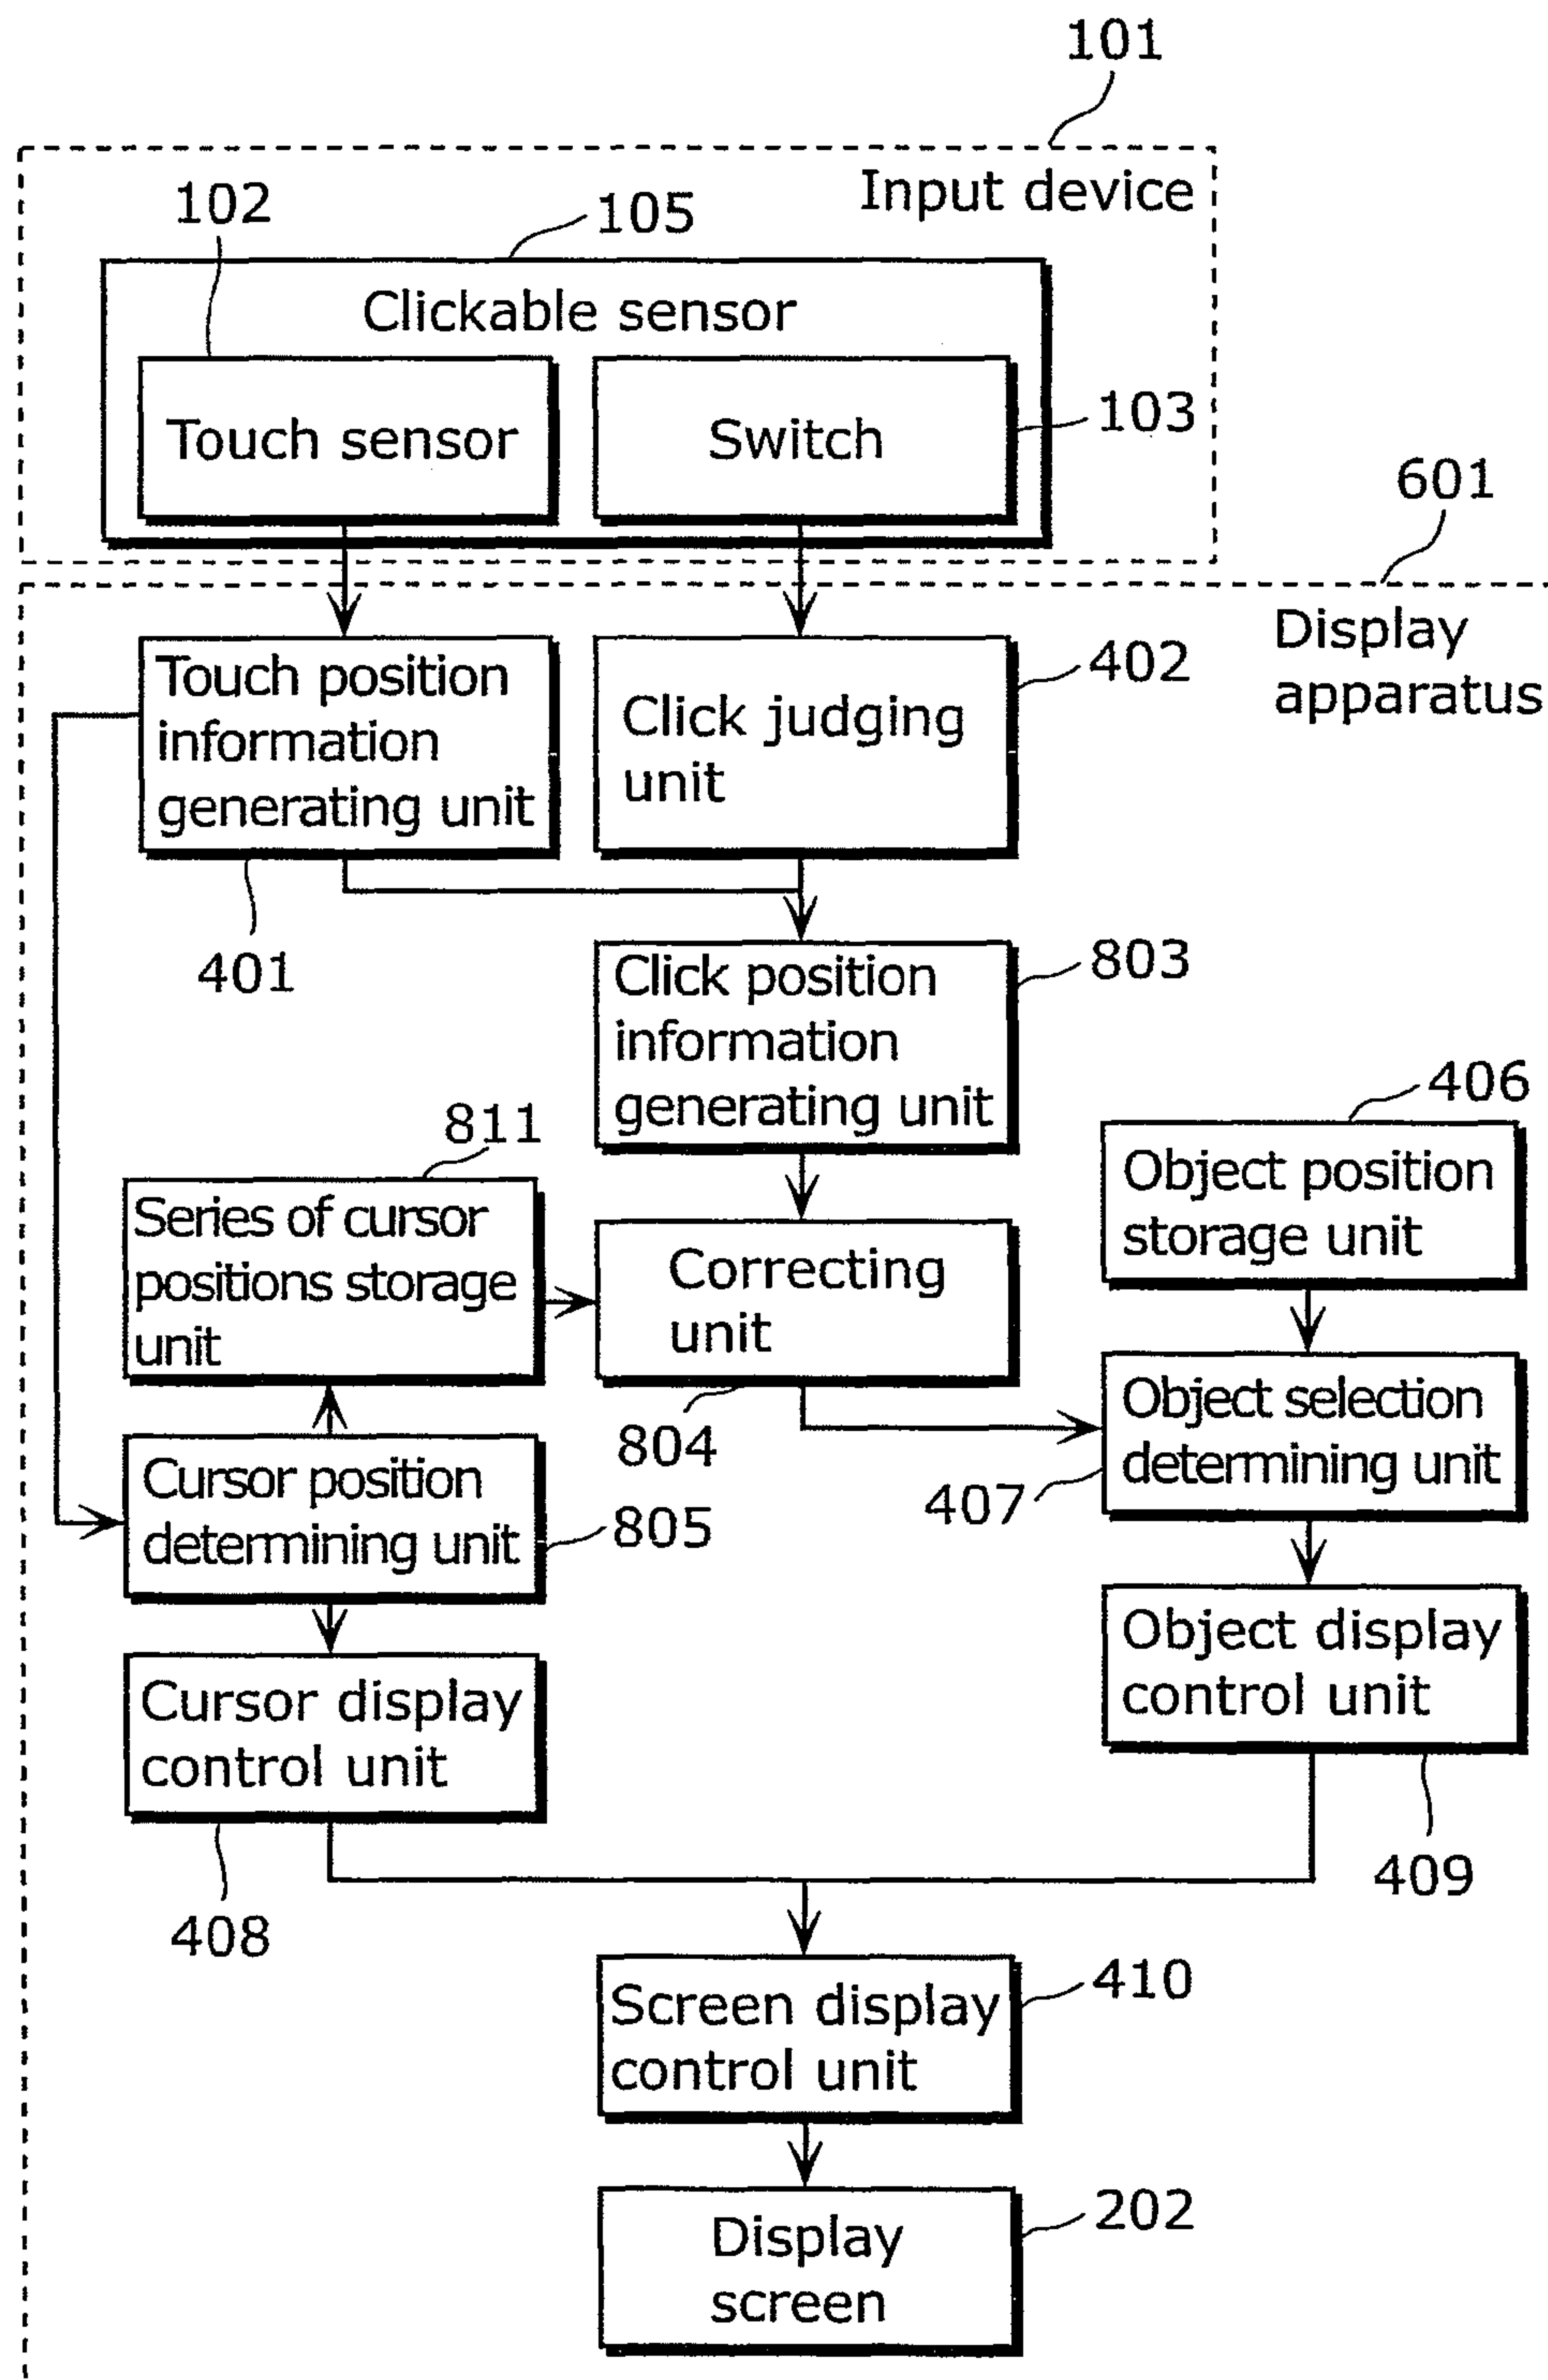 101
Input device
102
105
Clickable sensor
Touch sensor
Switch
103
601
Display
apparatus
Touch position
information
generating unit
Click judging
unit
402
401
Click position
information
generating unit
803
406
Object position
storage unit
811
Series of cursor
positions storage
unit
Correcting
unit
804
Object selection
determining unit
407
Cursor position
determining unit
805
Object display
control unit
409
Cursor display
control unit
408
Screen display
control unit
410
Display
screen
202